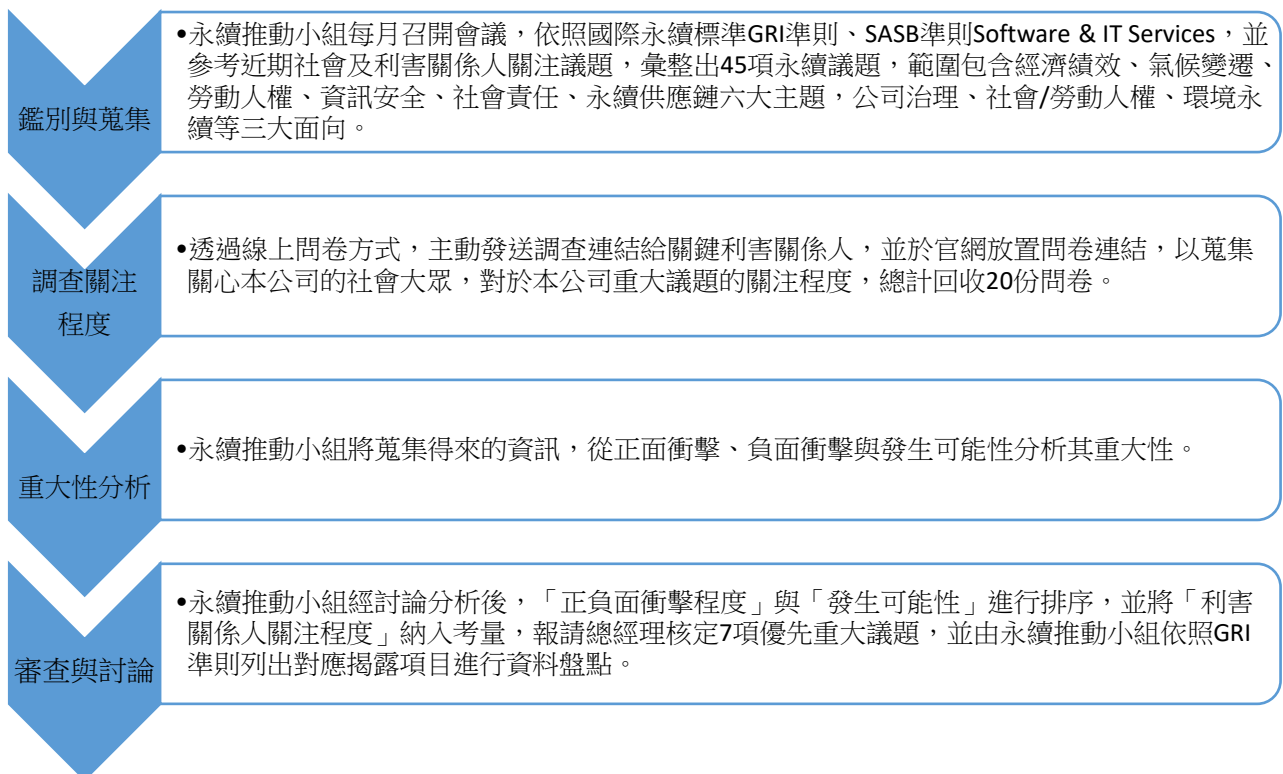 鑑別與蒐集
•永續推動小組每月召開會議，依照國際永續標準GRI準則、SASB準則Software & IT Services，並
參考近期社會及利害關係人關注議題，彙整出45項永續議題，範圍包含經濟績效、氣候變遷、
勞動人權、資訊安全、社會責任、永續供應鏈六大主題，公司治理、社會/勞動人權、環境永
續等三大面向。
調查關注
程度
•透過線上問卷方式，主動發送調查連結給關鍵利害關係人，並於官網放置問卷連結，以蒐集
關心本公司的社會大眾，對於本公司重大議題的關注程度，總計回收20份問卷。
重大性分析
•永續推動小組將蒐集得來的資訊，從正面衝擊、負面衝擊與發生可能性分析其重大性。
審查與討論
•永續推動小組經討論分析後，「正負面衝擊程度」與「發生可能性」進行排序，並將「利害
關係人關注程度」納入考量，報請總經理核定7項優先重大議題，並由永續推動小組依照GRI
準則列出對應揭露項目進行資料盤點。